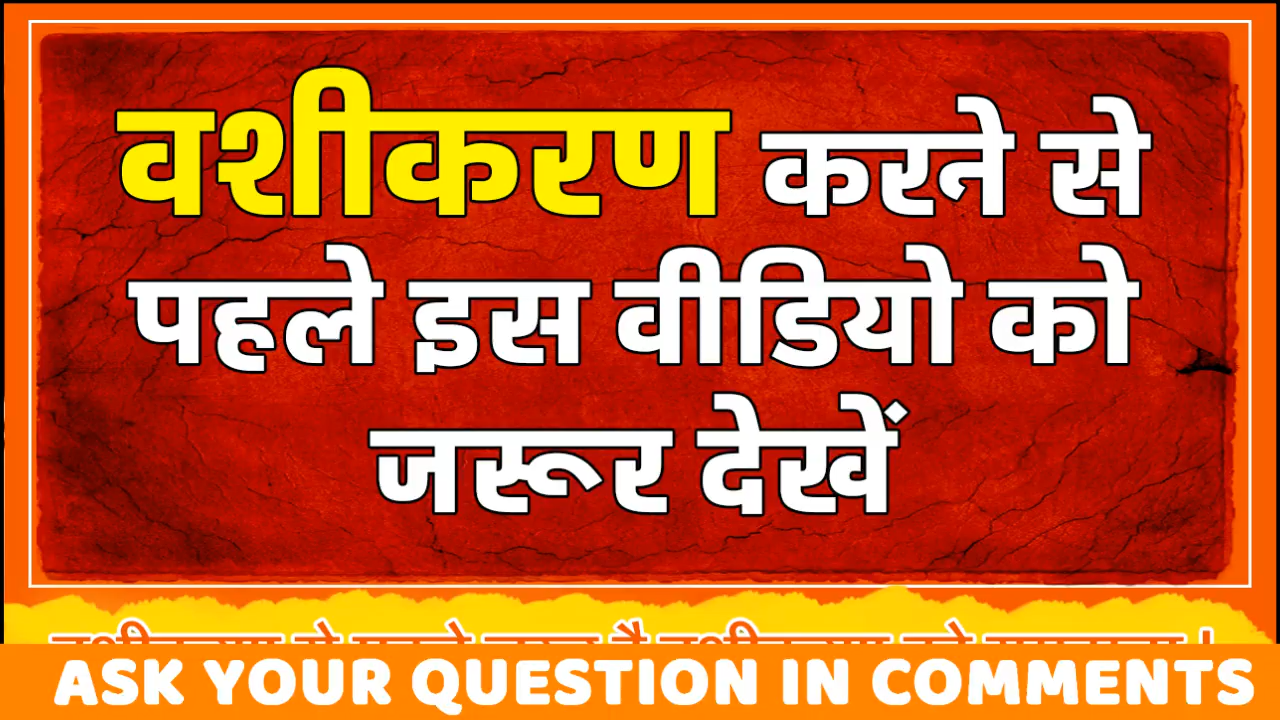 वशीकरण करने से
पहले इस वीडियो को
जरूर देखें
ASK YOUR QUESTION IN COMMENTS